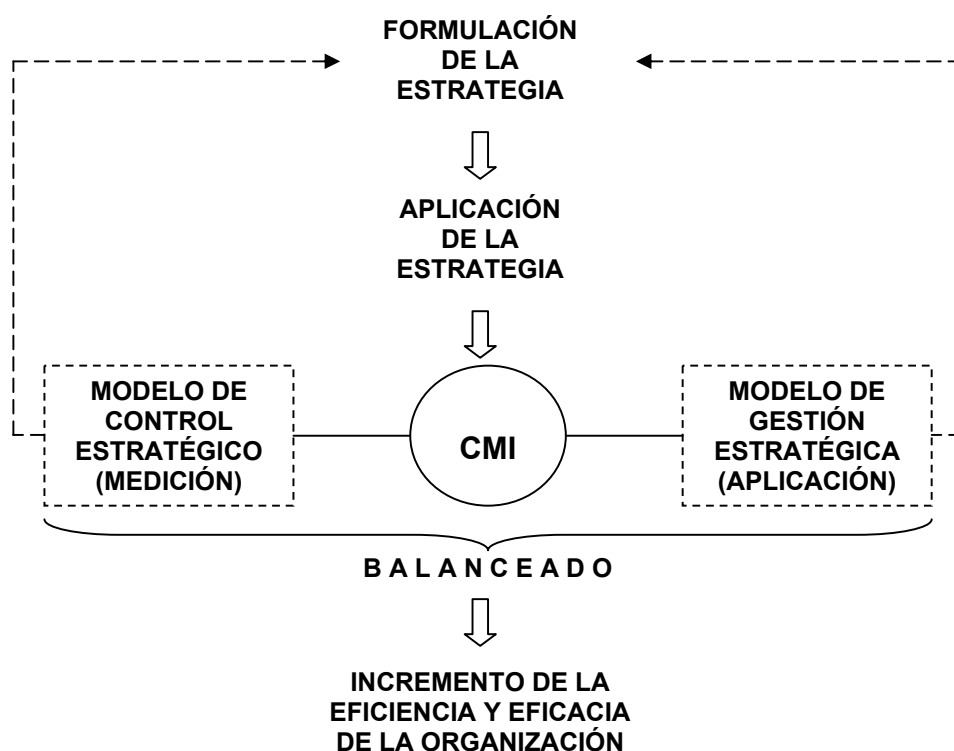 FORMULACIÓN
DE LA
ESTRATEGIA
APLICACIÓN
DE LA
ESTRATEGIA
MODELO DE
CONTROL
ESTRATÉGICO
(MEDICIÓN)
CMI
MODELO DE
GESTIÓN
ESTRATÉGICA
(APLICACIÓN)
B A L A N C E A D O
INCREMENTO DE LA
EFICIENCIA Y EFICACIA
DE LA ORGANIZACIÓN